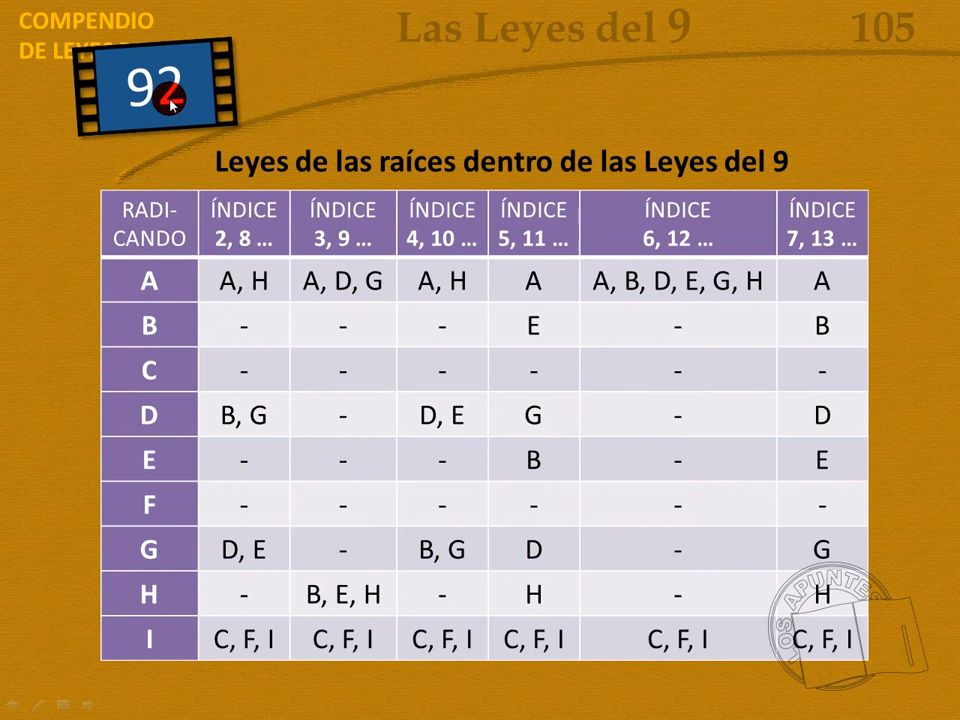 COMPENDIO
DE LEYES
Las Leyes del 9
105
92
Leyes de las raíces dentro de las Leyes del 9
RADI-CANDO ÍNDICE 2, 8 ... ÍNDICE 3, 9 ... ÍNDICE 4, 10 ... ÍNDICE 5, 11 ... ÍNDICE 6, 12 ... ÍNDICE 7, 13 ...
A A, H A, D, G A, H A A, B, D, E, G, H A
B - - - E - B
C - - - - - -
D B, G - D, E G - D
E - - - B - E
F - - - - - -
G D, E - B, G D - G
H - B, E, H - H - H
I C, F, I C, F, I C, F, I C, F, I C, F, I C, F, I
LOS APUNTES